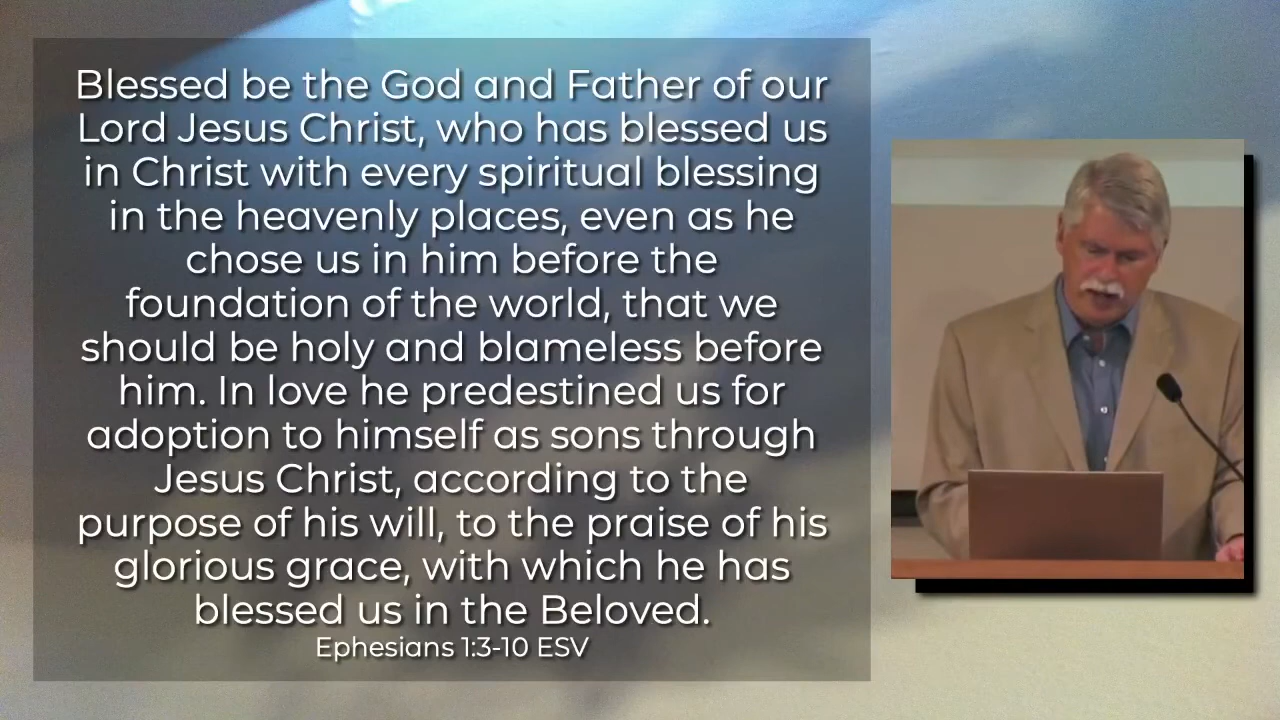 Blessed be the God and Father of our
Lord Jesus Christ, who has blessed us
in Christ with every spiritual blessing
in the heavenly places, even as he
chose us in him before the
foundation of the world, that we
should be holy and blameless before
him. In love he predestined us for
adoption to himself as sons through
Jesus Christ, according to the
purpose of his will, to the praise of his
glorious grace, with which he has
blessed us in the Beloved.
Ephesians 1:3-10 ESV